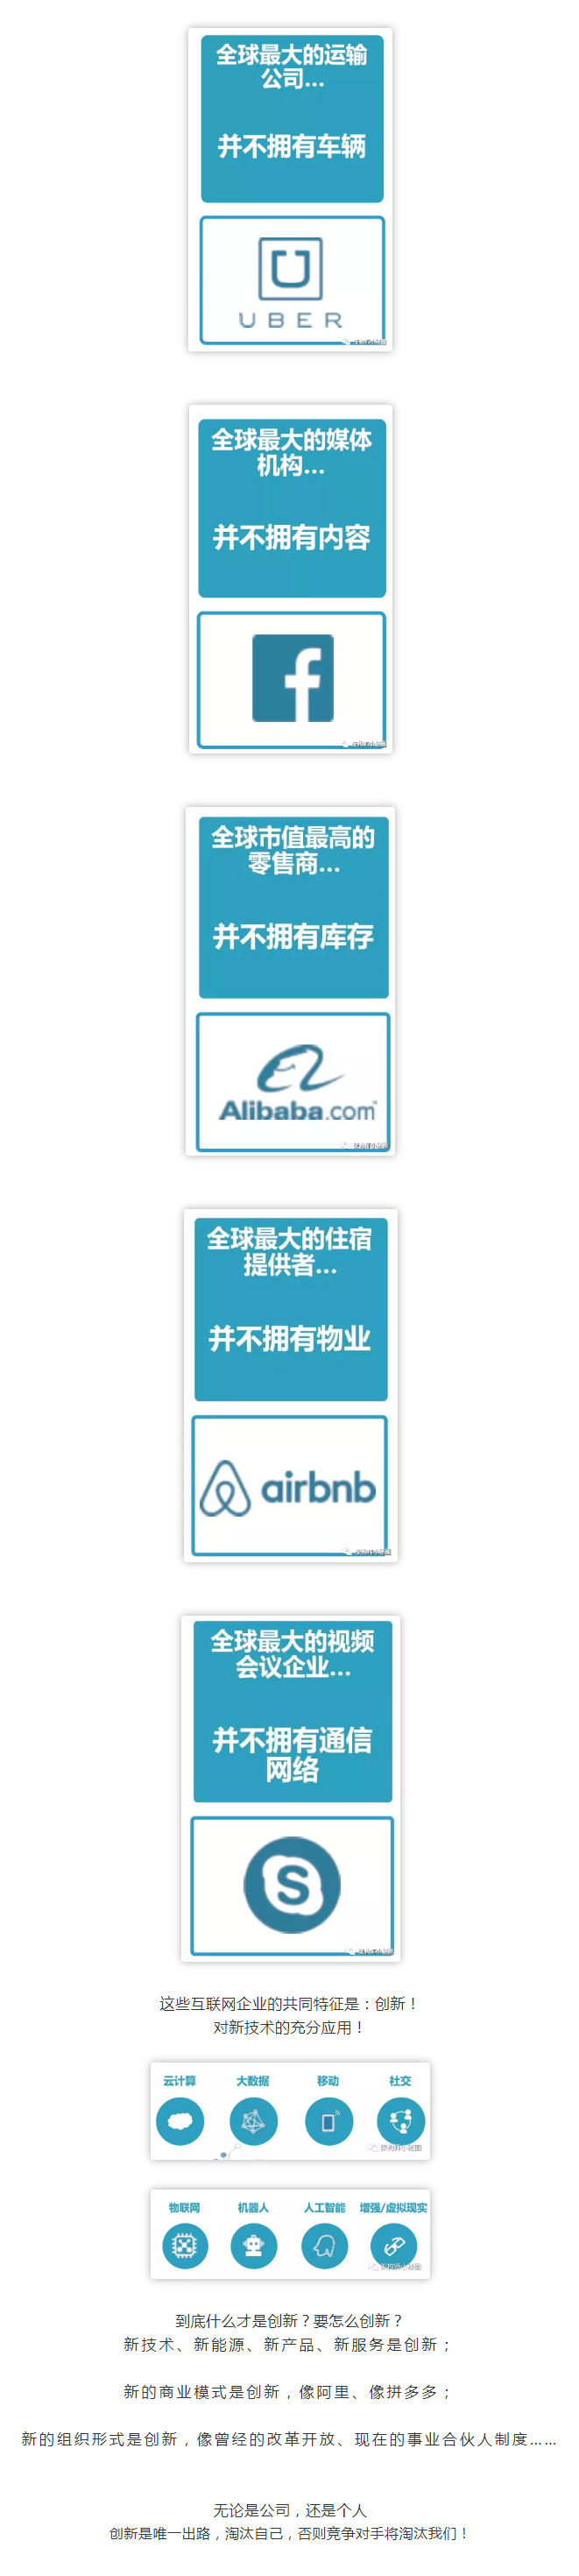 全球最大的运输
公司...
并不拥有车辆
UBER
全球最大的媒体
机构...
并不拥有内容
f
全球市值最高的
零售商...
并不拥有库存
Alibaba.com™
全球最大的住宿
提供者...
并不拥有物业
airbnb
全球最大的视频
会议企业...
并不拥有通信
网络
S
这些互联网企业的共同特征是：创新！
对新技术的充分应用！
云计算 大数据 移动 社交
物联网 机器人 人工智能 增强/虚拟现实
到底什么才是创新？要怎么创新？
新技术、新能源、新产品、新服务是创新；
新的商业模式是创新，像阿里、像拼多多；
新的组织形式是创新，像曾经的改革开放、现在的事业合伙人制度……
无论是公司，还是个人
创新是唯一出路，淘汰自己，否则竞争对手将淘汰我们！